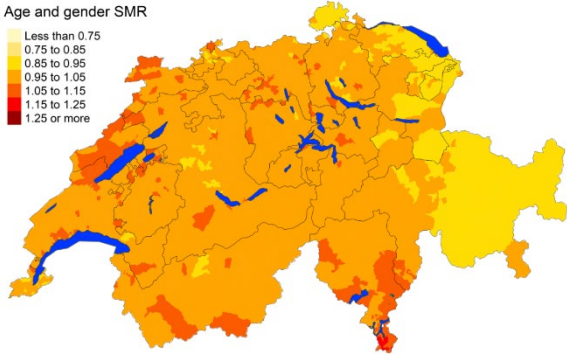 Age and gender SMR
Less than 0.75
0.75 to 0.85
0.85 to 0.95
0.95 to 1.05
1.05 to 1.15
1.15 to 1.25
1.25 or more